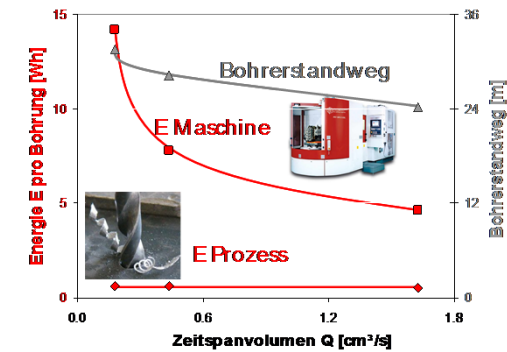 15
36
10
24
5
12
0
0
0.0
0.6
1.2
1.8
Energie E pro Bohrung [Wh]
Bohrerstandweg [m]
Bohrerstandweg
E Maschine
E Prozess
Zeitspanvolumen Q [cm³/s]